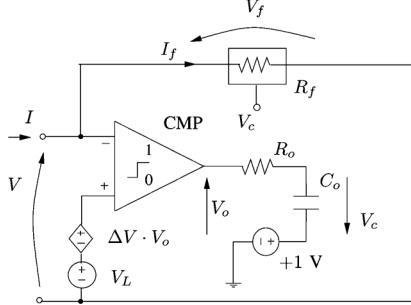 V_f
I_f
R_f
V_c
I
CMP
−
1
0
+
R_o
V
V_o
C_o
V_c
ΔV · V_o
+
−
+
−
V_L
+1 V